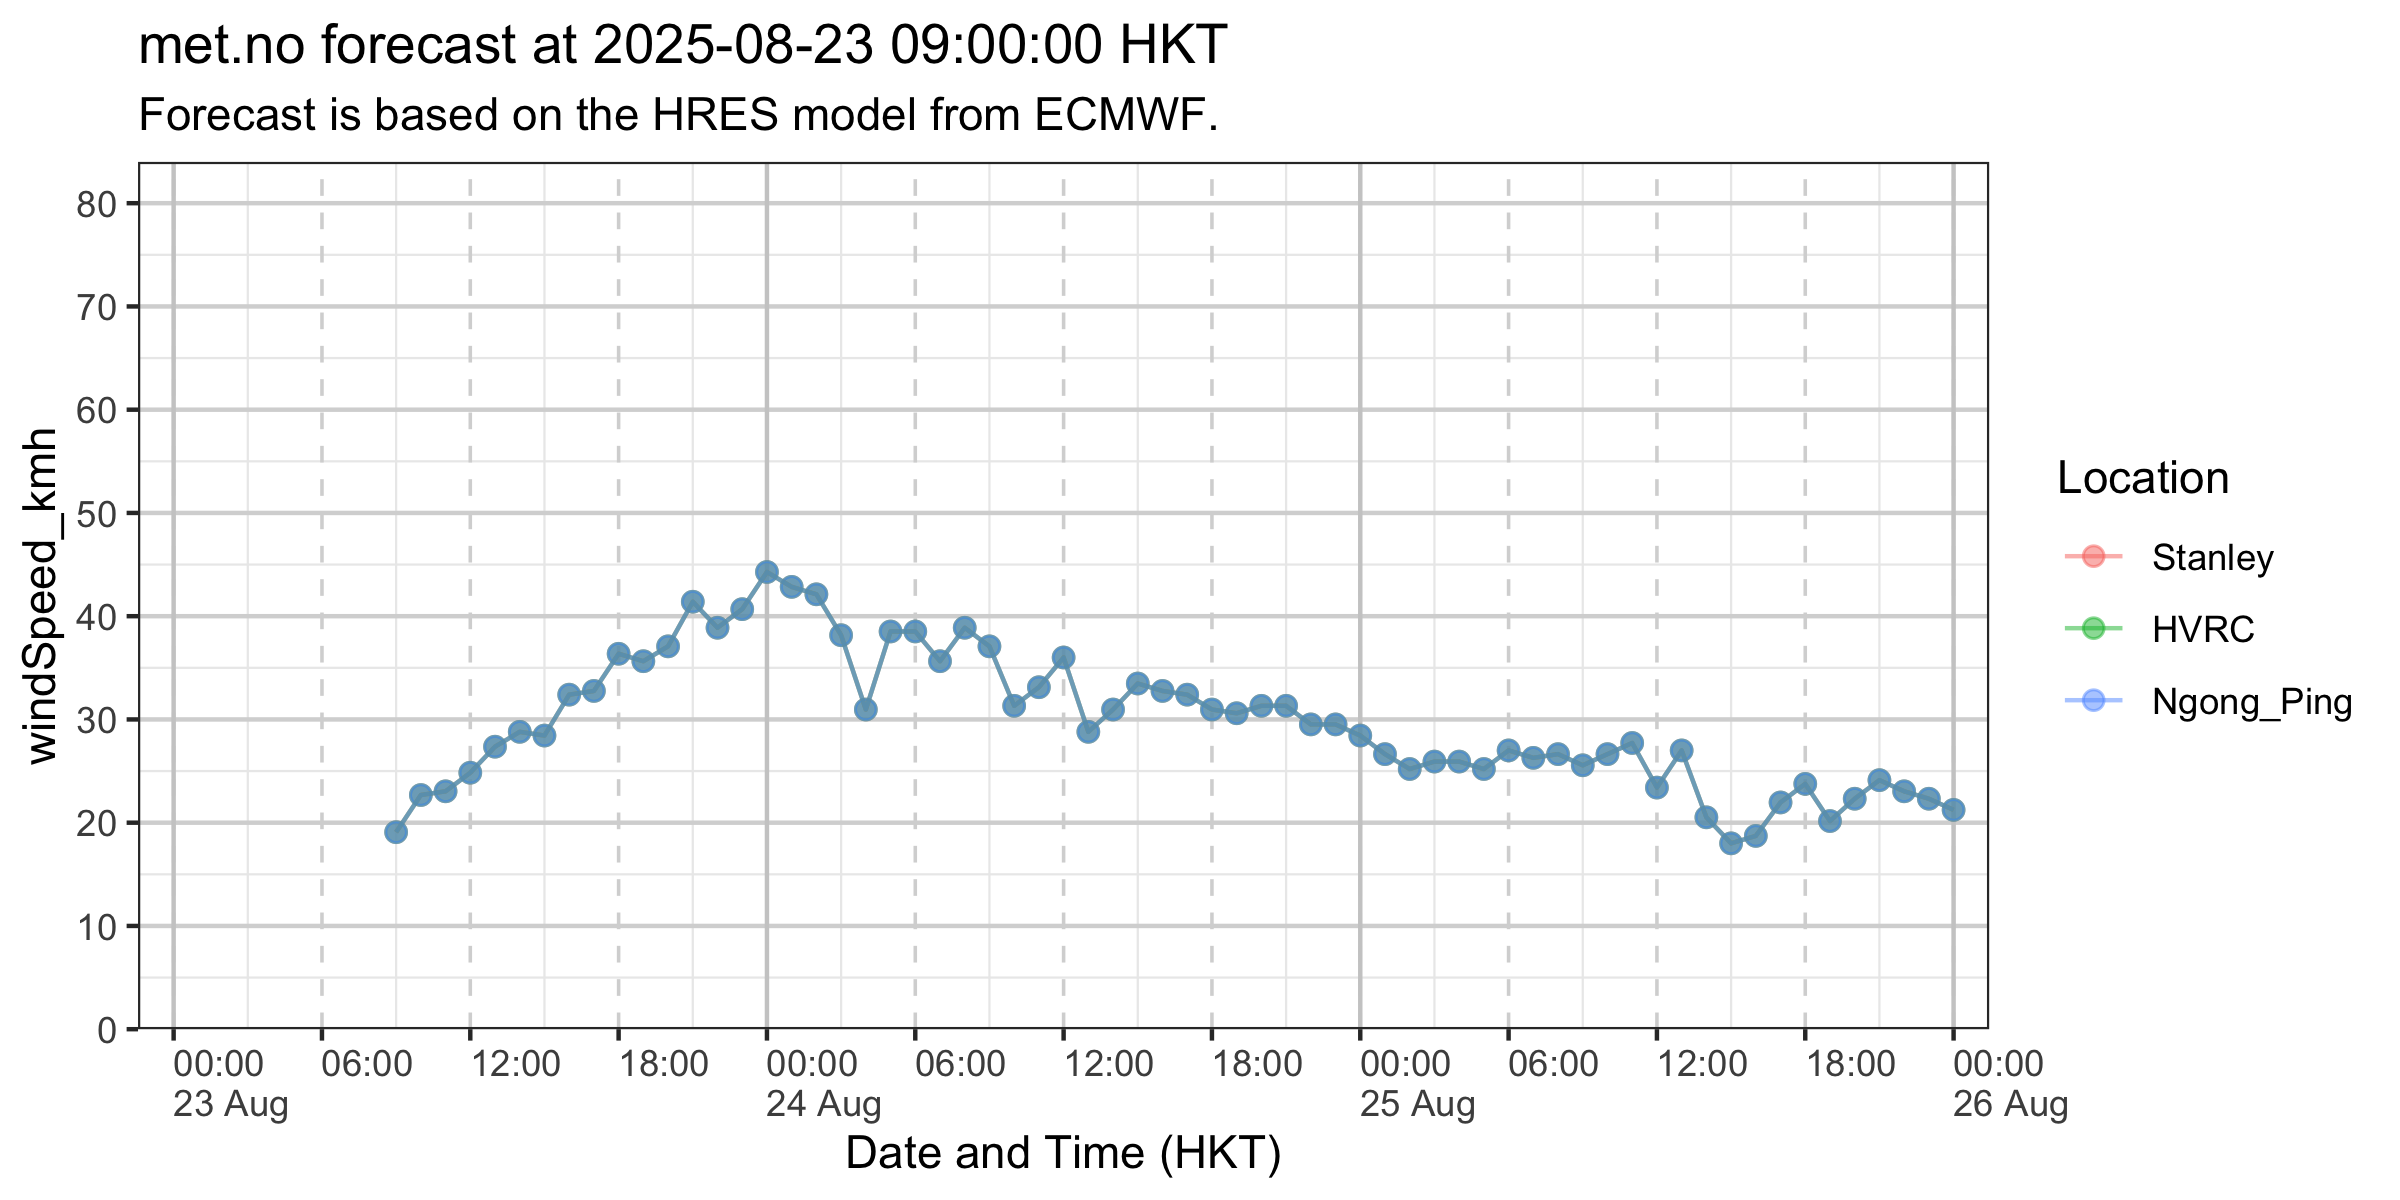 met.no forecast at 2025-08-23 09:00:00 HKT
Forecast is based on the HRES model from ECMWF.
windSpeed_kmh
80
70
60
50
40
30
20
10
0
00:00 06:00 12:00 18:00 00:00 06:00 12:00 18:00 00:00 06:00 12:00 18:00 00:00
23 Aug 24 Aug 25 Aug 26 Aug
Date and Time (HKT)
Location
Stanley
HVRC
Ngong_Ping